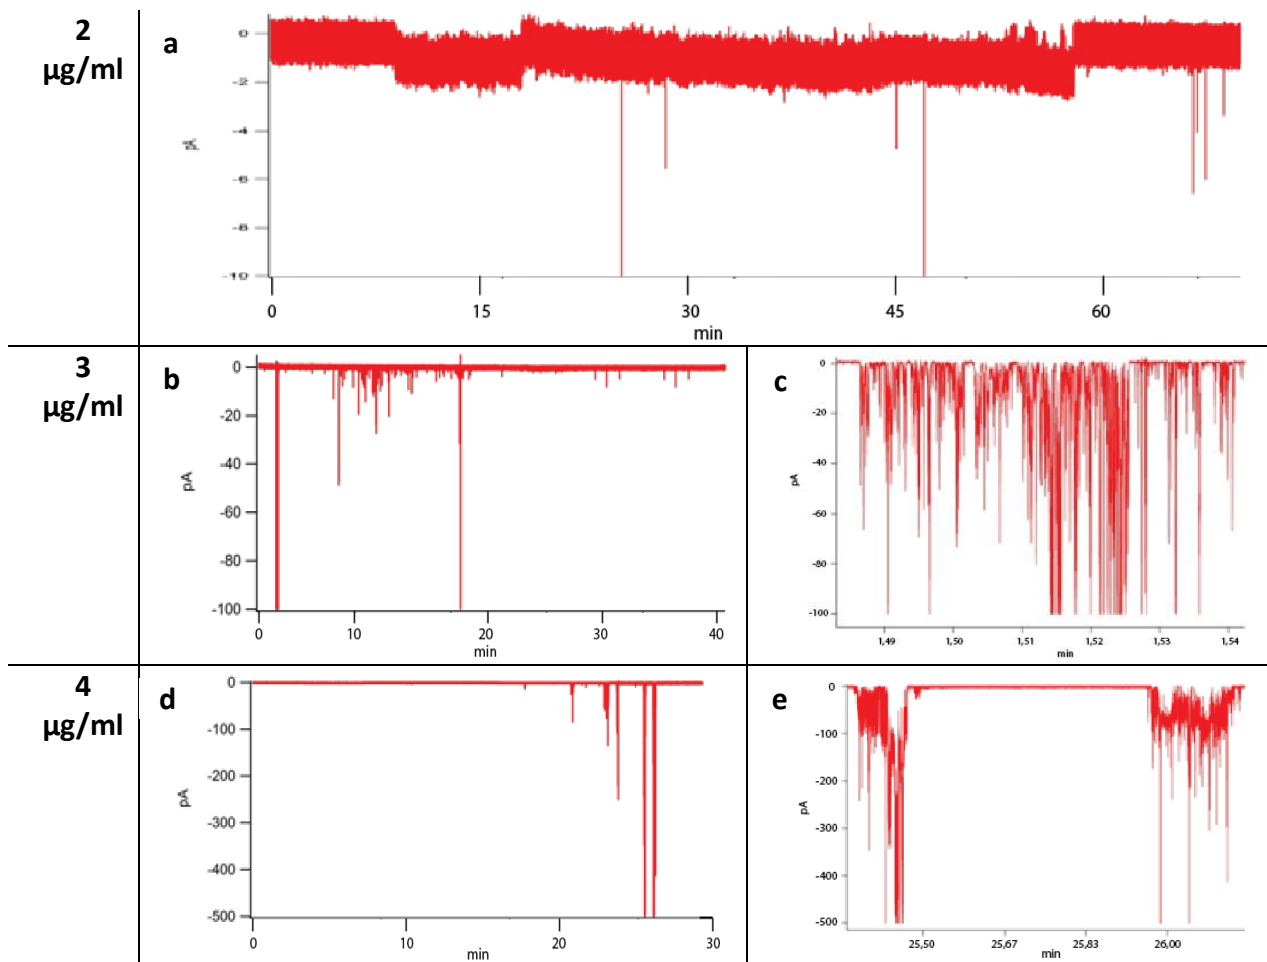 2
µg/ml
a
0
-2
-4
-6
-8
-10
pA
0 15 30 45 60
min
3
µg/ml
b
0
-20
-40
-60
-80
-100
pA
0 10 20 30 40
min
c
0
-20
-40
-60
-80
-100
pA
1,49 1,50 1,51 1,52 1,53 1,54
min
4
µg/ml
d
0
-100
-200
-300
-400
-500
pA
0 10 20 30
min
e
0
-100
-200
-300
-400
-500
pA
25,50 25,67 25,83 26,00
min